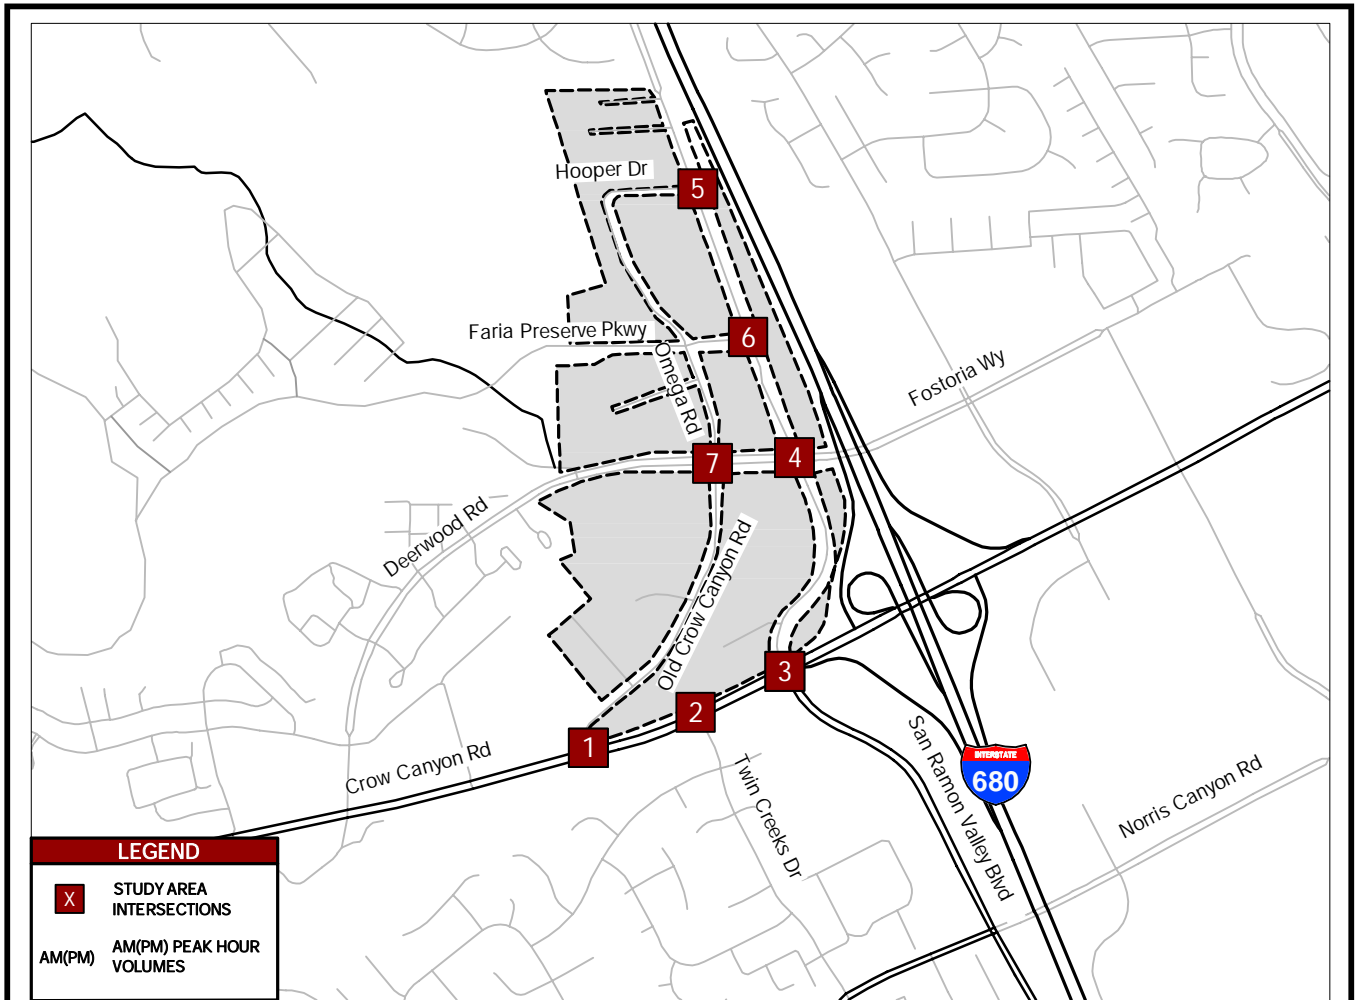 Hooper Dr
5
Faria Preserve Pkwy
6
Omega Rd
Fostoria Wy
7
4
Deerwood Rd
Old Crow Canyon Rd
3
2
1
Crow Canyon Rd
Twin Creeks Dr
San Ramon Valley Blvd
INTERSTATE
680
Norris Canyon Rd
LEGEND
X
STUDY AREA
INTERSECTIONS
AM(PM)
AM(PM) PEAK HOUR
VOLUMES